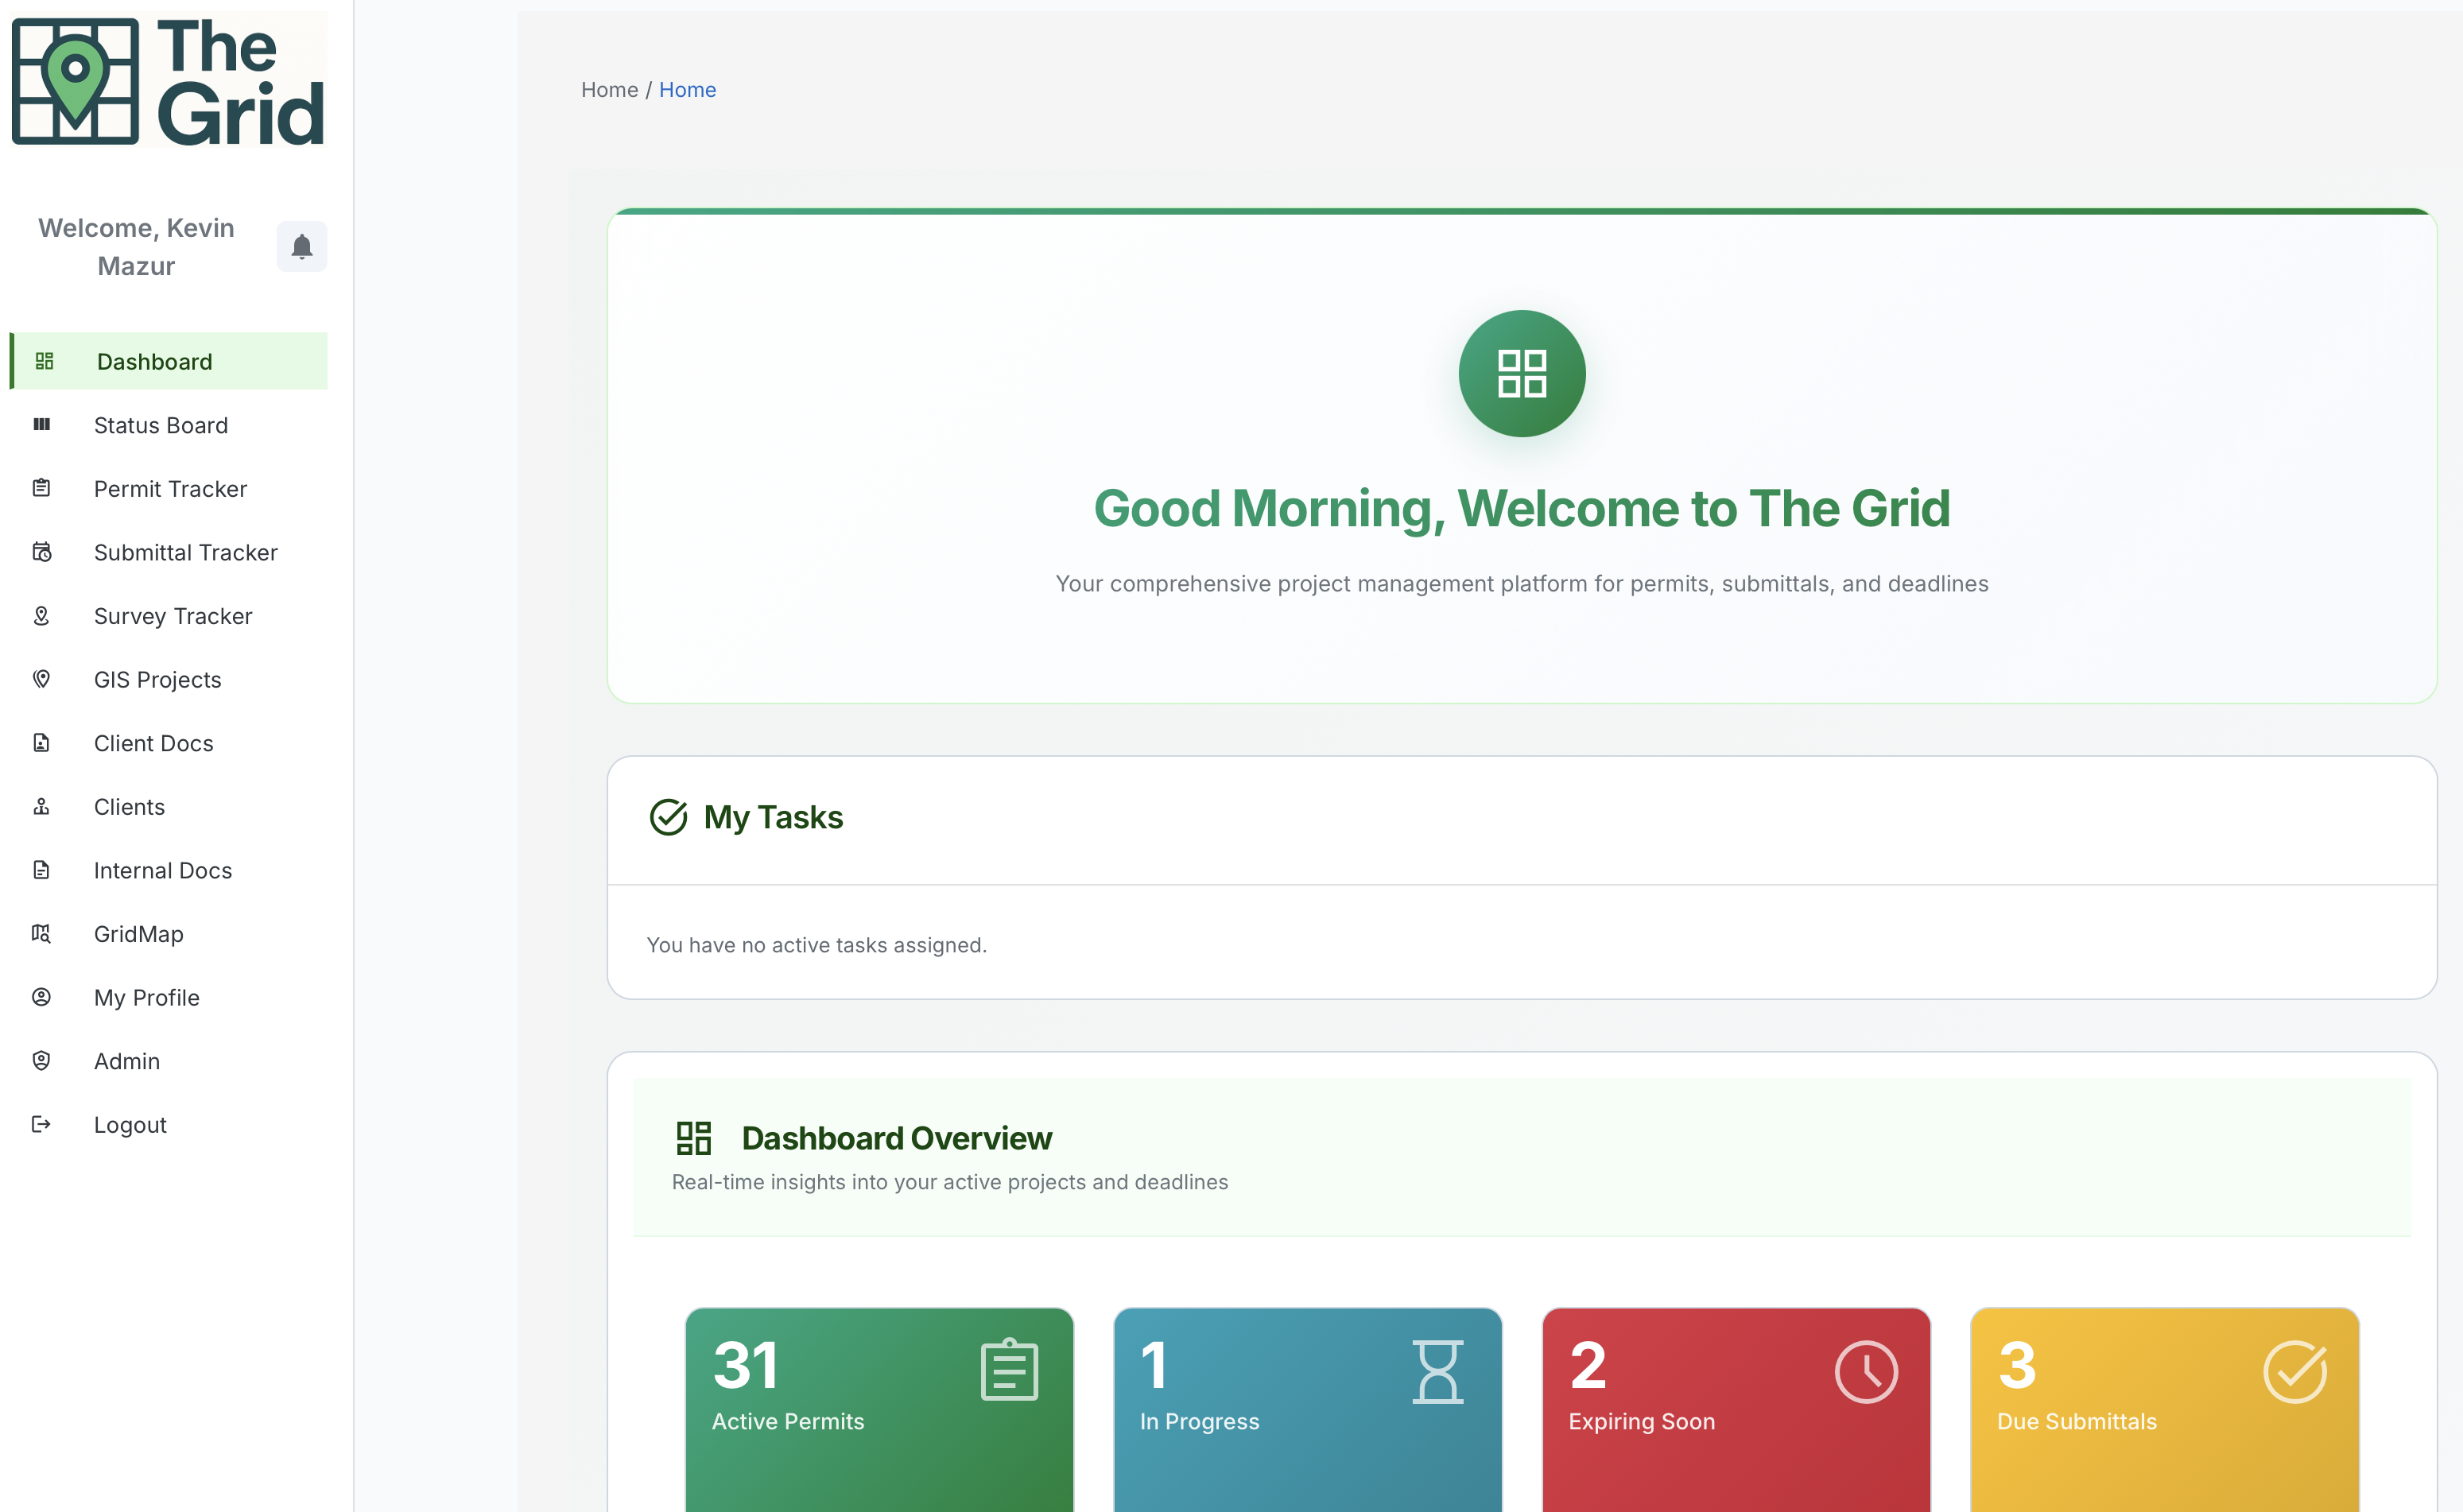 The
Grid
Welcome, Kevin
Mazur
Dashboard
Status Board
Permit Tracker
Submittal Tracker
Survey Tracker
GIS Projects
Client Docs
Clients
Internal Docs
GridMap
My Profile
Admin
Logout
Home / Home
Good Morning, Welcome to The Grid
Your comprehensive project management platform for permits, submittals, and deadlines
My Tasks
You have no active tasks assigned.
Dashboard Overview
Real-time insights into your active projects and deadlines
31
Active Permits
1
In Progress
2
Expiring Soon
3
Due Submittals